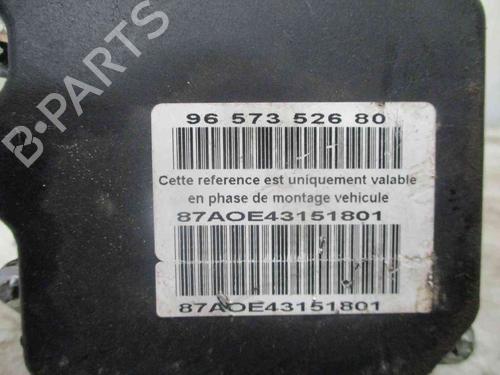 B-PARTS
96 573 526 80
Cette reference est uniquement valable
en phase de montage vehicule
87AOE43151801
87AOE43151801